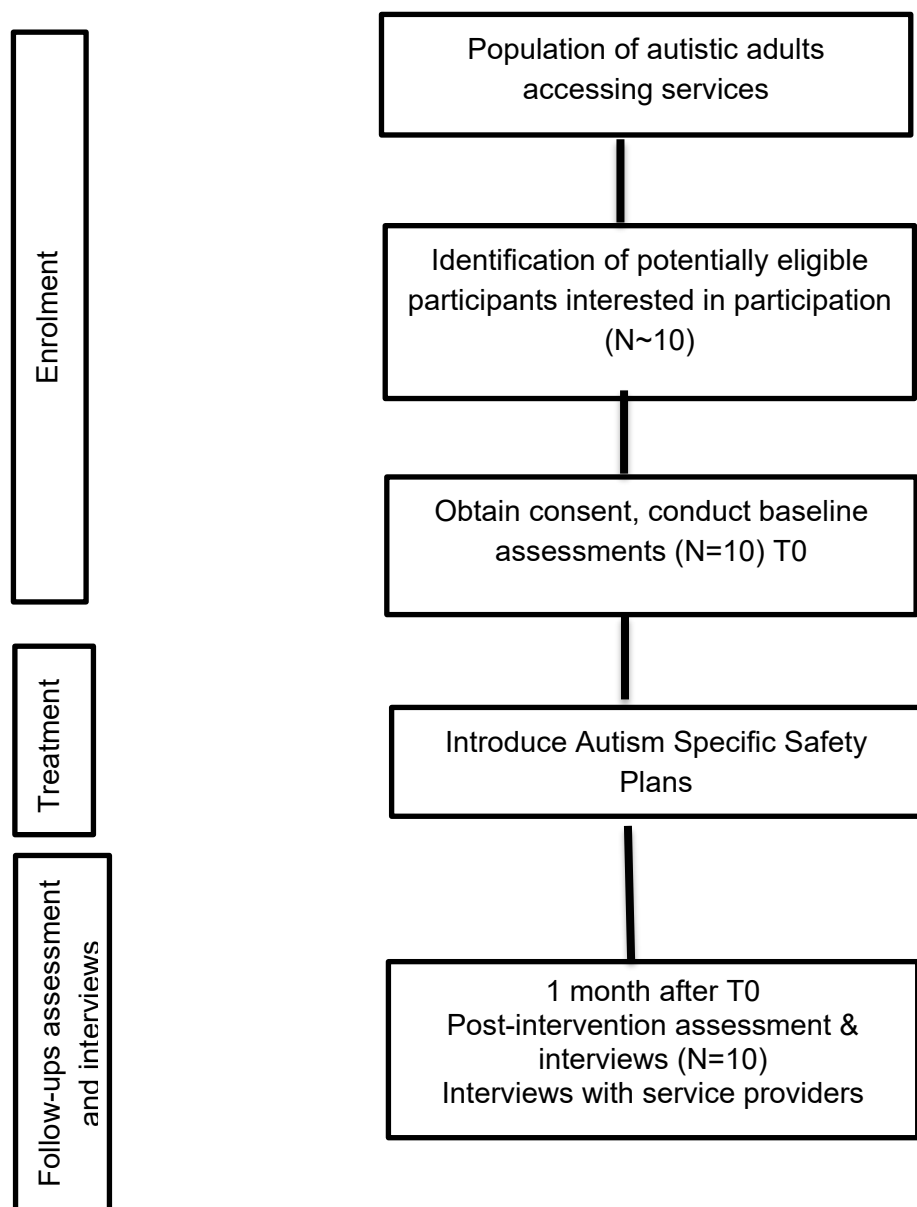 Enrolment
Population of autistic adults
accessing services
Identification of potentially eligible
participants interested in participation
(N~10)
Obtain consent, conduct baseline
assessments (N=10) T0
Treatment
Introduce Autism Specific Safety
Plans
Follow-ups assessment
and interviews
1 month after T0
Post-intervention assessment &
interviews (N=10)
Interviews with service providers